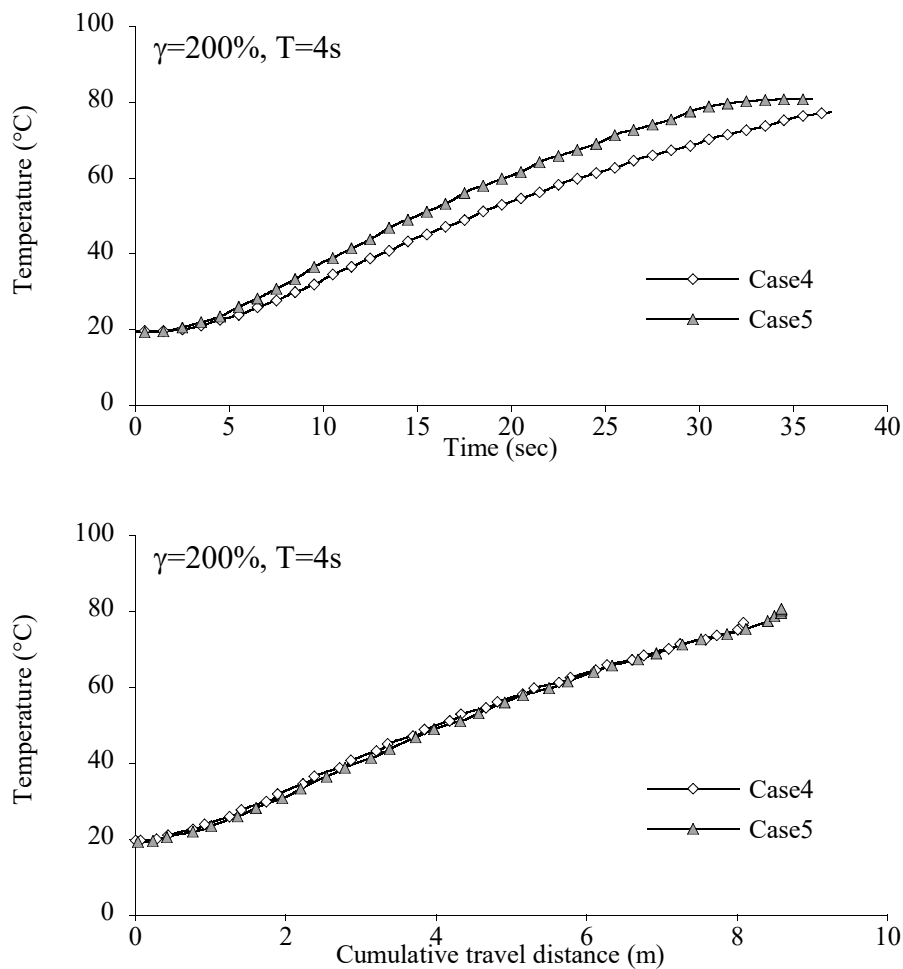 100
γ=200%, T=4s
80
60
40
20
0
Temperature (°C)
Case4
Case5
0 5 10 15 20 25 30 35 40
Time (sec)
100
γ=200%, T=4s
80
60
40
20
0
Temperature (°C)
Case4
Case5
0 2 4 6 8 10
Cumulative travel distance (m)